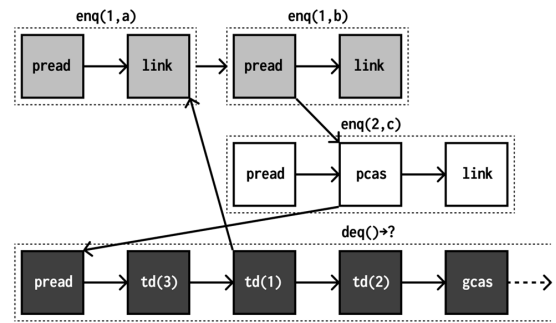 enq(1,a) enq(1,b)
pread link pread link
enq(2,c)
pread pcas link
deq()→?
pread td(3) td(1) td(2) gcas